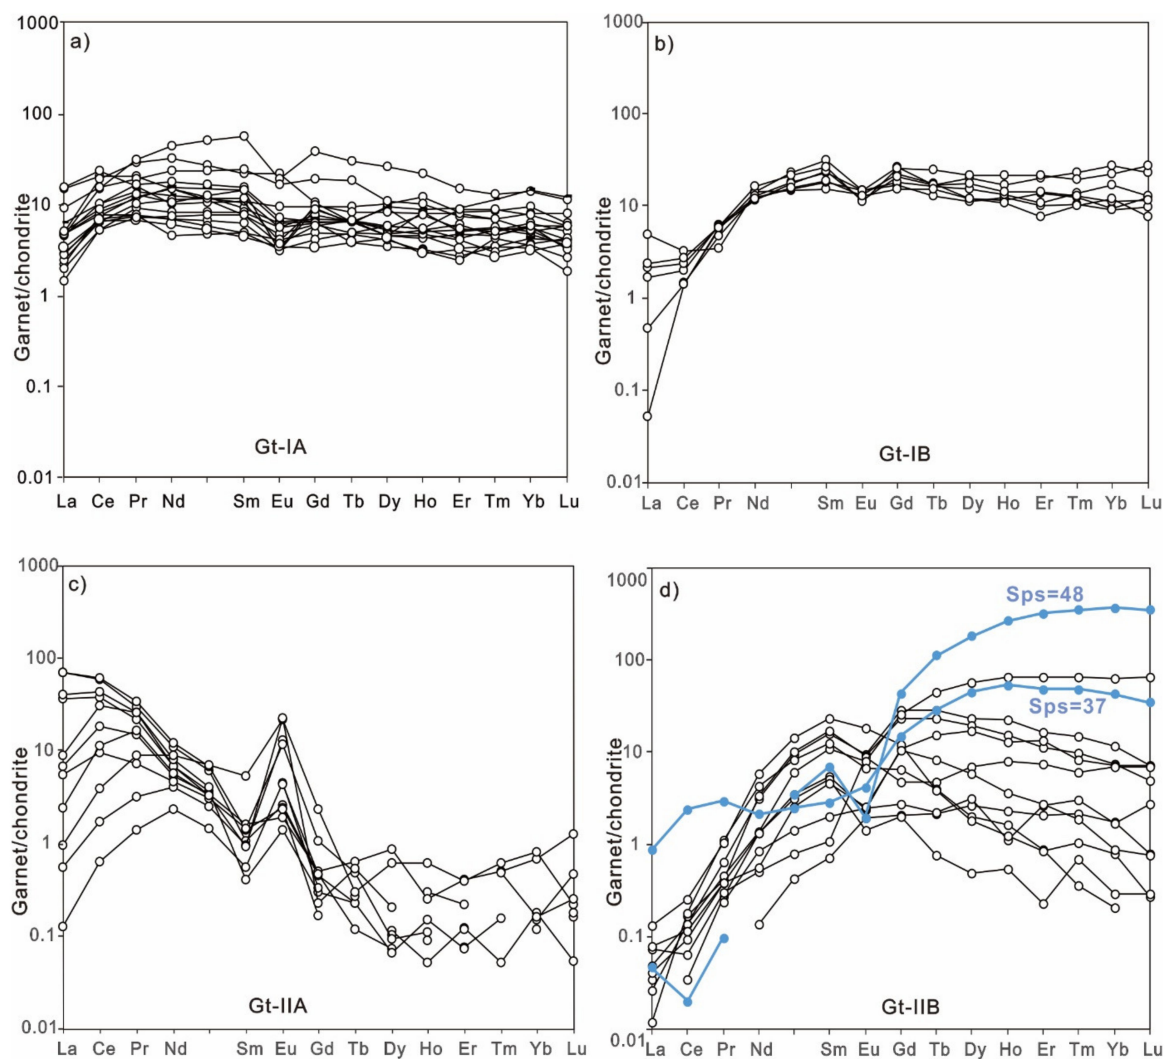 a)
1000
100
10
1
0.1
0.01
Garnet/chondrite
Gt-IA
La Ce Pr Nd Sm Eu Gd Tb Dy Ho Er Tm Yb Lu
b)
1000
100
10
1
0.1
0.01
Garnet/chondrite
Gt-IB
La Ce Pr Nd Sm Eu Gd Tb Dy Ho Er Tm Yb Lu
c)
1000
100
10
1
0.1
0.01
Garnet/chondrite
Gt-IIA
La Ce Pr Nd Sm Eu Gd Tb Dy Ho Er Tm Yb Lu
d)
1000
100
10
1
0.1
0.01
Garnet/chondrite
Sps=48
Sps=37
Gt-IIB
La Ce Pr Nd Sm Eu Gd Tb Dy Ho Er Tm Yb Lu